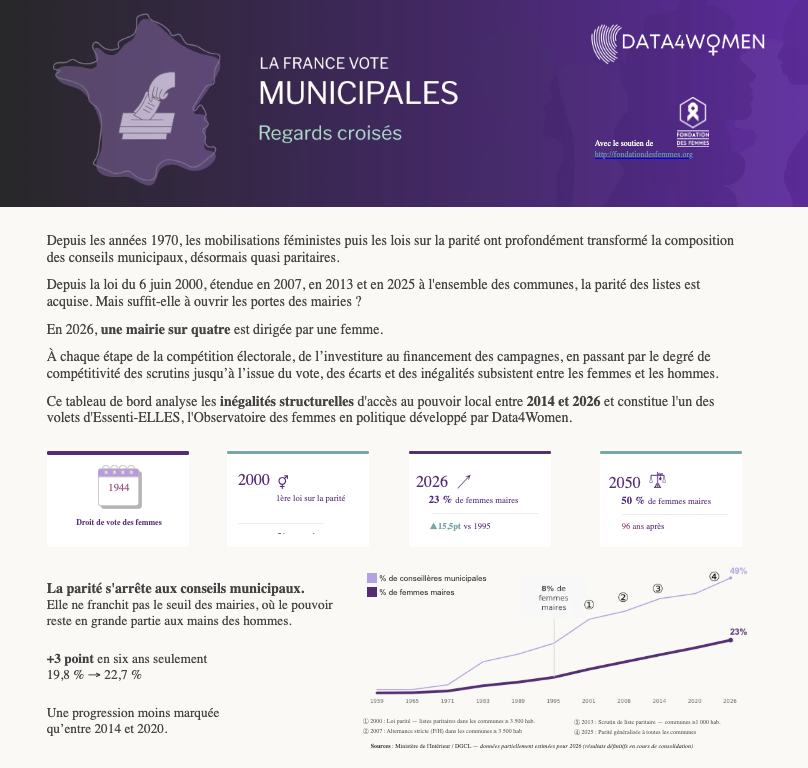 DATA4WOMEN
LA FRANCE VOTE
MUNICIPALES
Regards croisés
FONDATION
DES FEMMES
Avec le soutien de
http://fondationdesfemmes.org
Depuis les années 1970, les mobilisations féministes puis les lois sur la parité ont profondément transformé la composition
des conseils municipaux, désormais quasi paritaires.
Depuis la loi du 6 juin 2000, étendue en 2007, en 2013 et en 2025 à l'ensemble des communes, la parité des listes est
acquise. Mais suffit-elle à ouvrir les portes des mairies ?
En 2026, une mairie sur quatre est dirigée par une femme.
À chaque étape de la compétition électorale, de l’investiture au financement des campagnes, en passant par le degré de
compétitivité des scrutins jusqu’à l’issue du vote, des écarts et des inégalités subsistent entre les femmes et les hommes.
Ce tableau de bord analyse les inégalités structurelles d'accès au pouvoir local entre 2014 et 2026 et constitue l'un des
volets d'Essenti-ELLES, l'Observatoire des femmes en politique développé par Data4Women.
1944
Droit de vote des femmes
2000
1ère loi sur la parité
2026
23 % de femmes maires
▲15,5pt vs 1995
2050
50 % de femmes maires
96 ans après
La parité s'arrête aux conseils municipaux.
Elle ne franchit pas le seuil des mairies, où le pouvoir
reste en grande partie aux mains des hommes.
+3 point en six ans seulement
19,8 % → 22,7 %
Une progression moins marquée
qu’entre 2014 et 2020.
% de conseillères municipales
% de femmes maires
8% de
femmes
maires
① ② ③ ④
49%
23%
1959 1965 1971 1983 1989 1995 2001 2008 2014 2020 2026
① 2000 : Loi parité — listes paritaires dans les communes ≥ 3 500 hab.
② 2007 : Alternance stricte (F/H) dans les communes ≥ 3 500 hab
③ 2013 : Scrutin de liste paritaire — communes ≥1 000 hab.
④ 2025 : Parité généralisée à toutes les communes
Sources : Ministère de l'Intérieur / DGCL — données partiellement estimées pour 2026 (résultats définitifs en cours de consolidation)